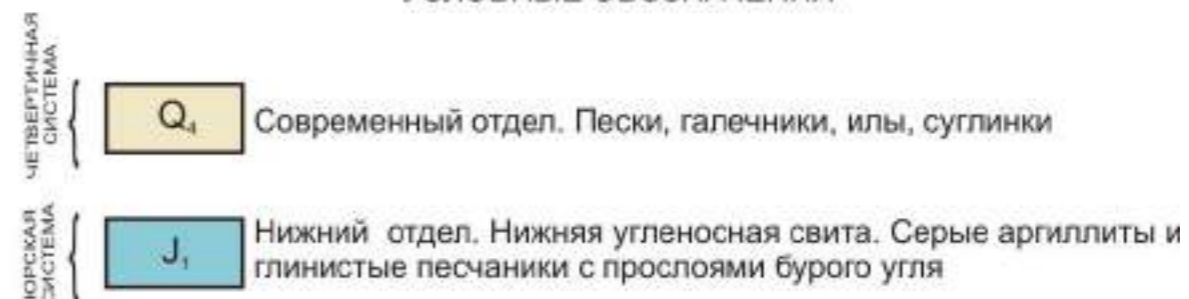 ЧЕТВЕРТИЧНАЯ
СИСТЕМА
Q4
Современный отдел. Пески, галечники, илы, суглинки
СИСТЕМА
J1
Нижний отдел. Нижняя угленосная свита. Серые аргиллиты и
глинистые песчаники с прослоями бурого угля